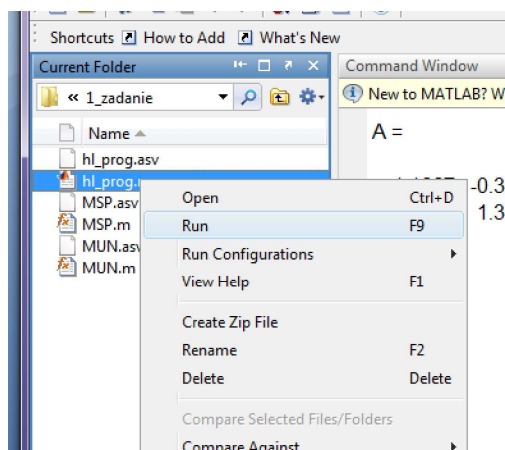 Shortcuts How to Add What's New
Current Folder
« 1_zadanie
Name
hl_prog.asv
hl_prog.
MSP.asv
MSP.m
MUN.asv
MUN.m
Open Ctrl+D
Run F9
Run Configurations
View Help F1
Create Zip File
Rename F2
Delete Delete
Compare Selected Files/Folders
Compare Against
Command Window
New to MATLAB? W
A =
-0.3
1.3